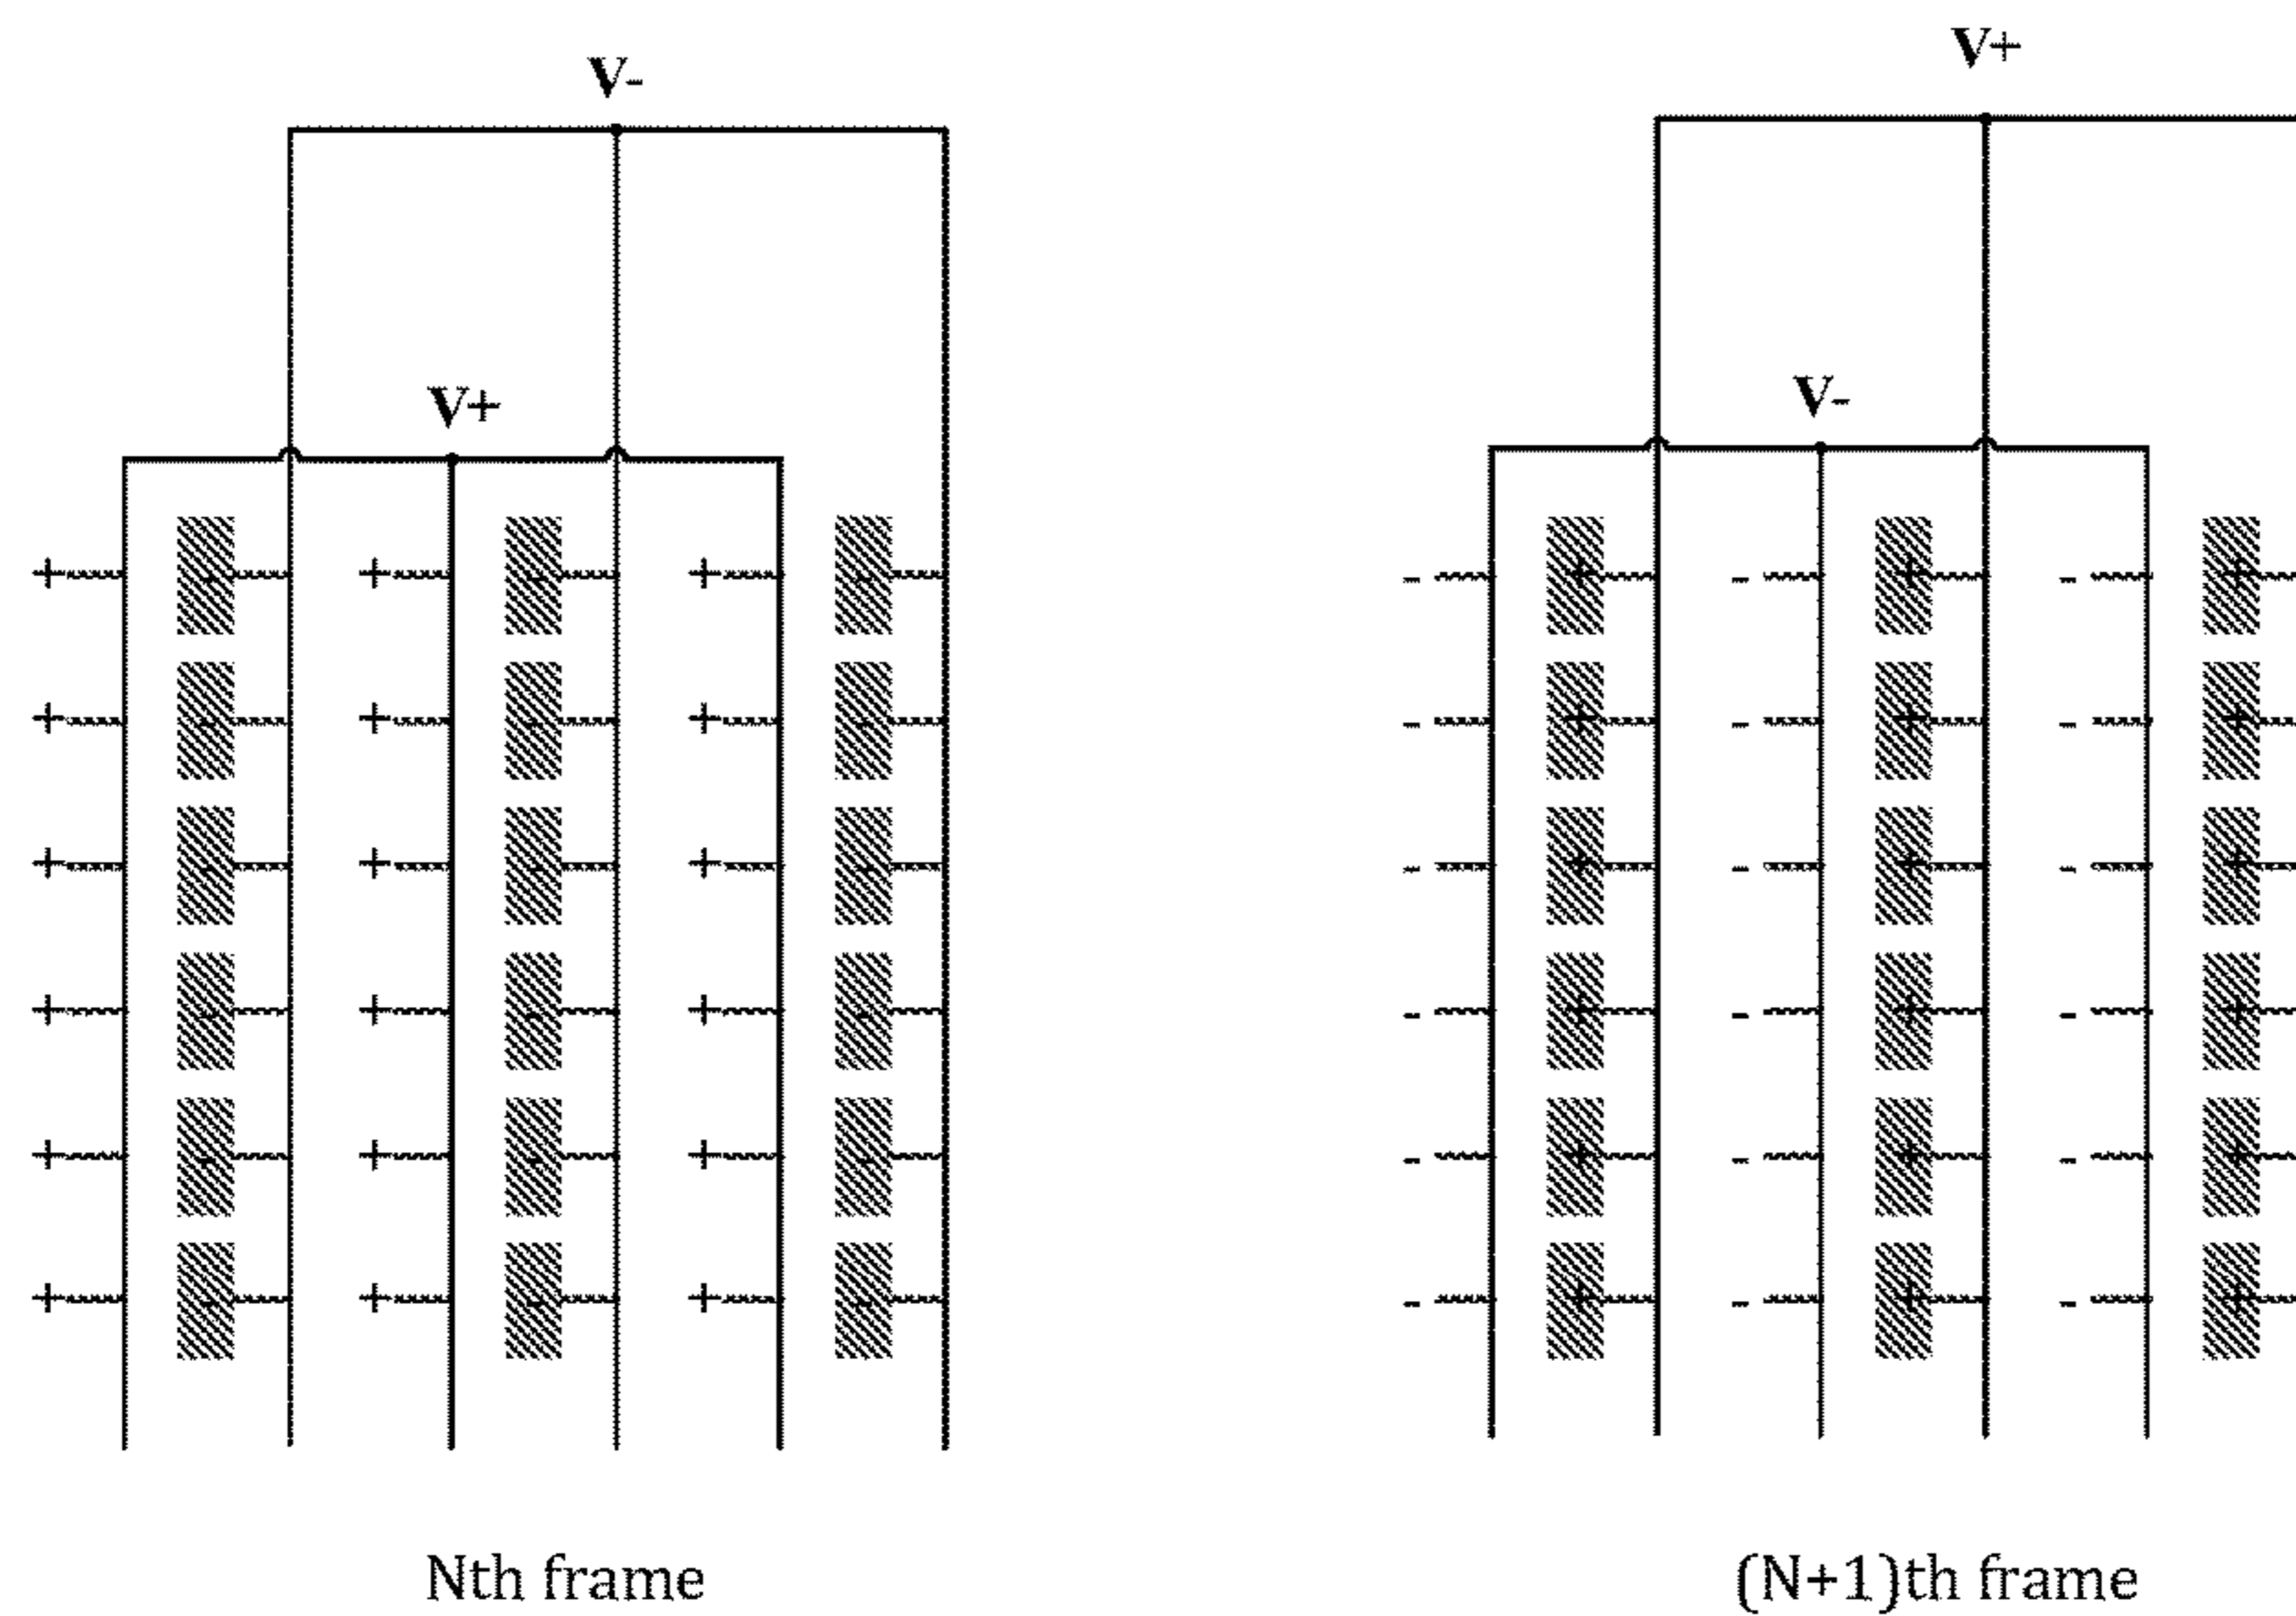 V-
V+
V+
V-
+ - + - + -
+ - + - + -
+ - + - + -
+ - + - + -
+ - + - + -
+ - + - + -
- + - + - +
- + - + - +
- + - + - +
- + - + - +
- + - + - +
- + - + - +
Nth frame
(N+1)th frame